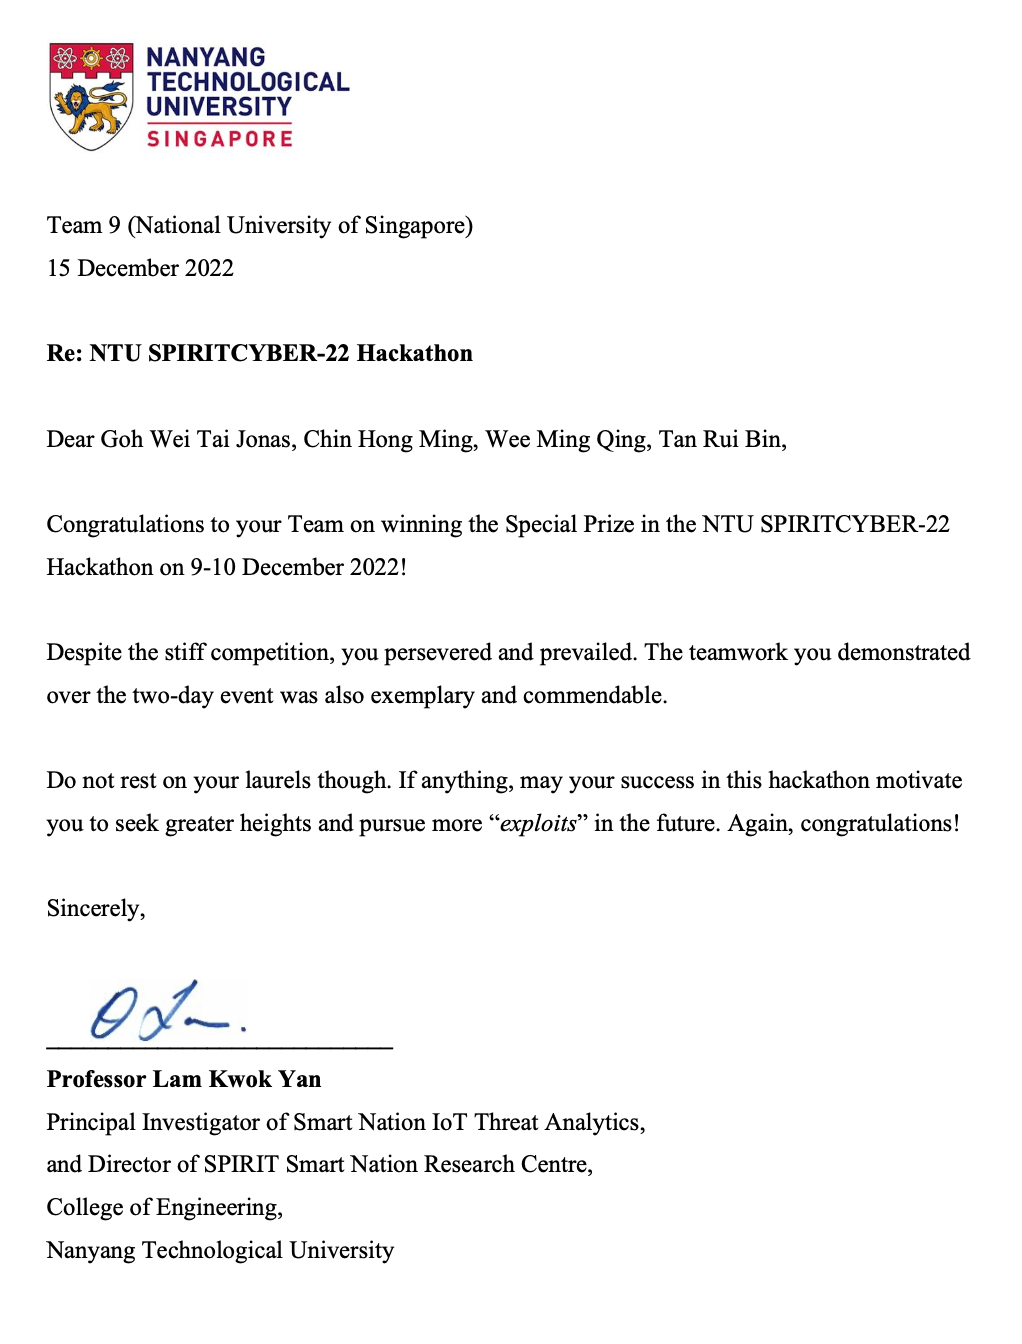 NANYANG
TECHNOLOGICAL
UNIVERSITY
SINGAPORE
Team 9 (National University of Singapore)
15 December 2022
Re: NTU SPIRITCYBER-22 Hackathon
Dear Goh Wei Tai Jonas, Chin Hong Ming, Wee Ming Qing, Tan Rui Bin,
Congratulations to your Team on winning the Special Prize in the NTU SPIRITCYBER-22
Hackathon on 9-10 December 2022!
Despite the stiff competition, you persevered and prevailed. The teamwork you demonstrated
over the two-day event was also exemplary and commendable.
Do not rest on your laurels though. If anything, may your success in this hackathon motivate
you to seek greater heights and pursue more “exploits” in the future. Again, congratulations!
Sincerely,
Professor Lam Kwok Yan
Principal Investigator of Smart Nation IoT Threat Analytics,
and Director of SPIRIT Smart Nation Research Centre,
College of Engineering,
Nanyang Technological University